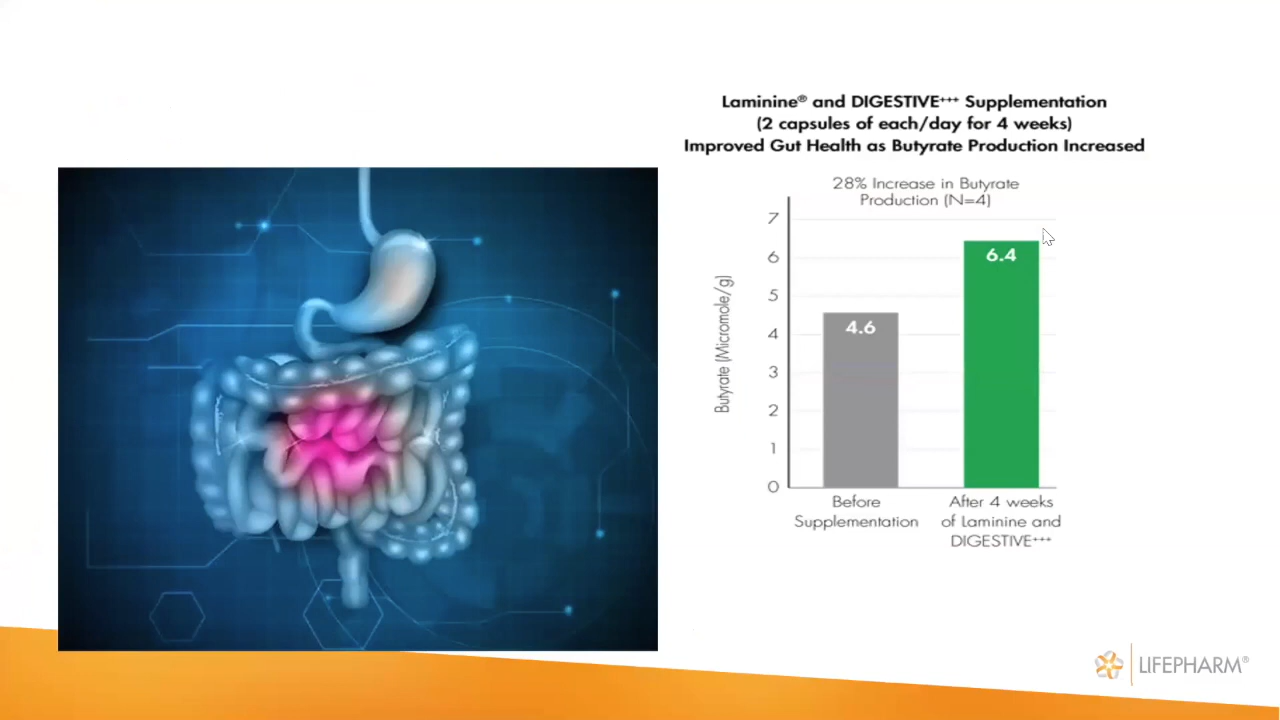 Laminine® and DIGESTIVE+++ Supplementation
(2 capsules of each/day for 4 weeks)
Improved Gut Health as Butyrate Production Increased
28% Increase in Butyrate
Production (N=4)
Butyrate (Micromole/g)
7
6
5
4
3
2
1
0
4.6
6.4
Before
Supplementation
After 4 weeks
of Laminine and
DIGESTIVE+++
LIFEPHARM®